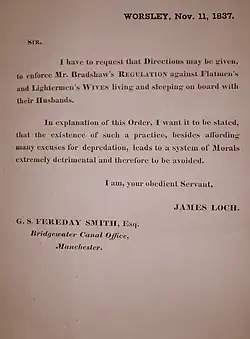 WORSLEY, Nov. 11, 1837.
SIR.
I have to request that Directions may be given,
to enforce Mr. Bradshaw's REGULATION against Flatmen's
and Lightermen's WIVES living and sleeping on board with
their Husbands.
In explanation of this Order, I want it to be stated,
that the existence of such a practice, besides affording
many excuses for depredation, leads to a system of Morals
extremely detrimental and therefore to be avoided.
I am, your obedient Servant,
JAMES LOCH.
G. S. FEREDAY SMITH, Esq.
Bridgewater Canal Office,
Manchester.